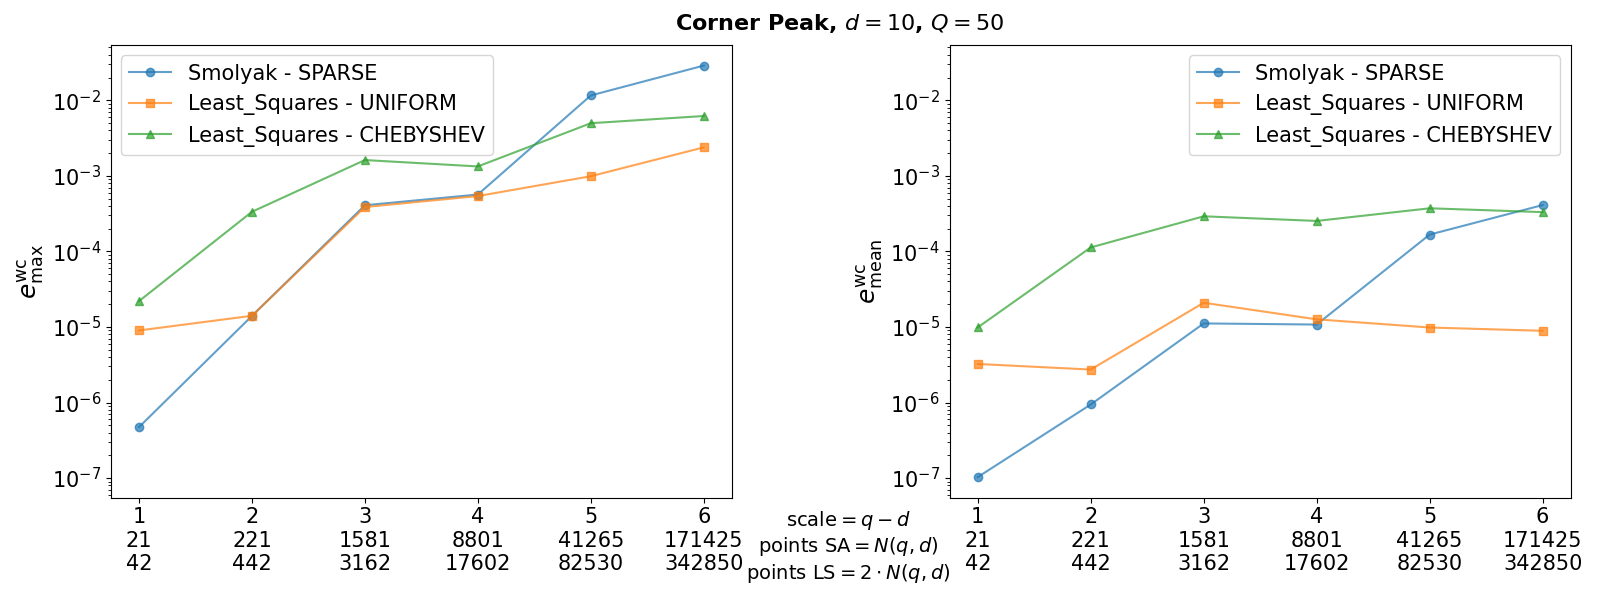 Corner Peak, d = 10, Q = 50
Smolyak - SPARSE
Least_Squares - UNIFORM
Least_Squares - CHEBYSHEV
10⁻²
10⁻³
10⁻⁴
10⁻⁵
10⁻⁶
10⁻⁷
e^wc_max
1 2 3 4 5 6
21 221 1581 8801 41265 171425
42 442 3162 17602 82530 342850
scale = q − d
points SA = N(q, d)
points LS = 2 · N(q, d)
Smolyak - SPARSE
Least_Squares - UNIFORM
Least_Squares - CHEBYSHEV
10⁻²
10⁻³
10⁻⁴
10⁻⁵
10⁻⁶
10⁻⁷
e^wc_mean
1 2 3 4 5 6
21 221 1581 8801 41265 171425
42 442 3162 17602 82530 342850